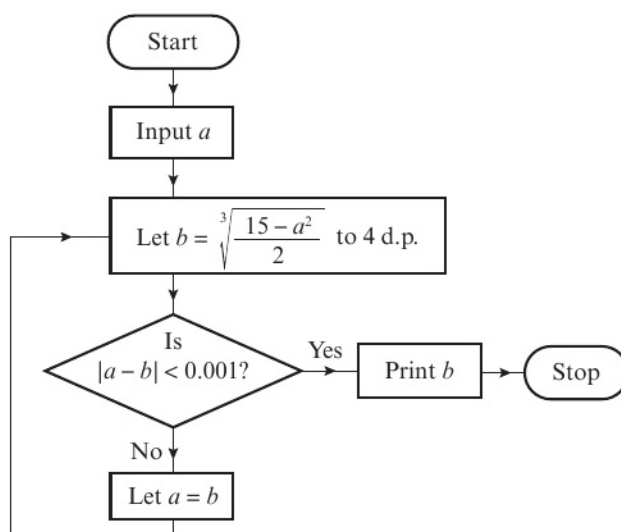 Start
Input a
Let b = ∛((15 – a²)/2) to 4 d.p.
Is
|a – b| < 0.001?
Yes
Print b
Stop
No
Let a = b